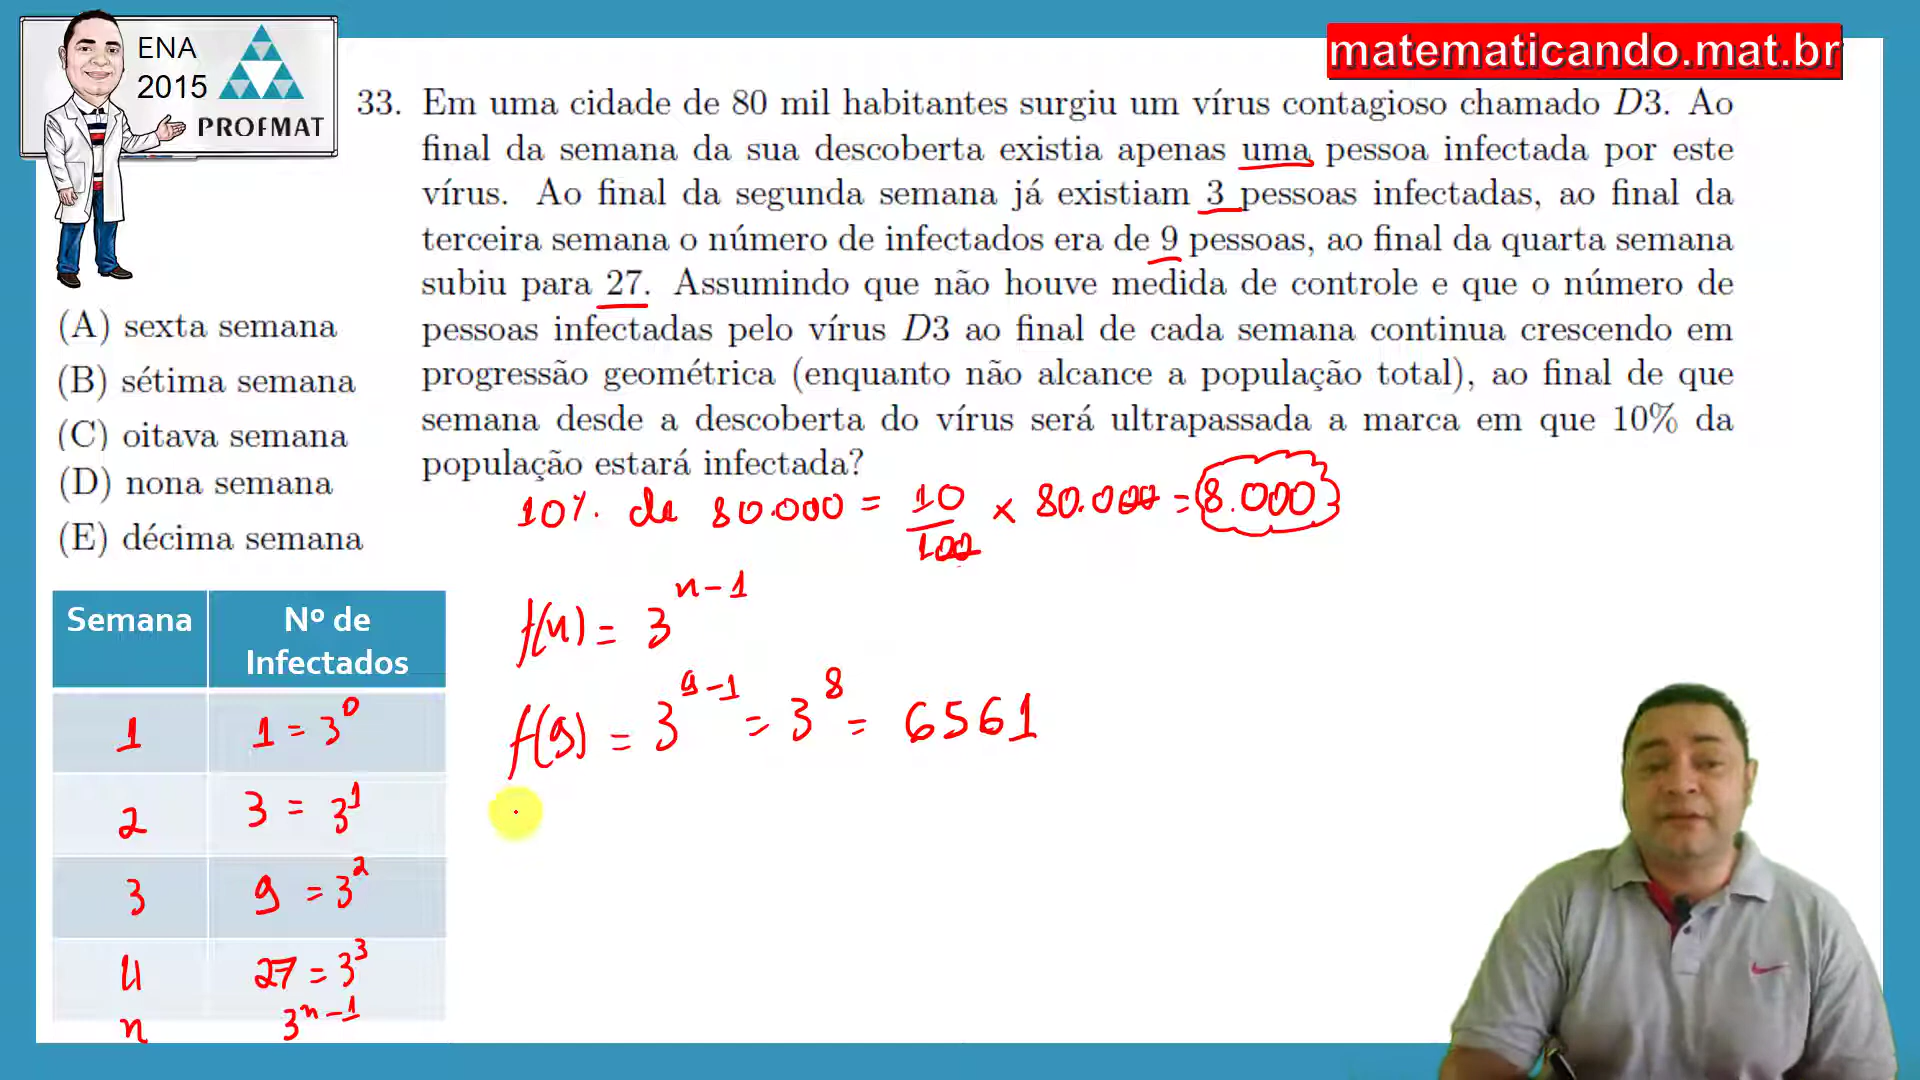 ENA
2015
PROFMAT
matematicando.mat.br
33. Em uma cidade de 80 mil habitantes surgiu um vírus contagioso chamado D3. Ao
final da semana da sua descoberta existia apenas uma pessoa infectada por este
vírus. Ao final da segunda semana já existiam 3 pessoas infectadas, ao final da
terceira semana o número de infectados era de 9 pessoas, ao final da quarta semana
subiu para 27. Assumindo que não houve medida de controle e que o número de
pessoas infectadas pelo vírus D3 ao final de cada semana continua crescendo em
progressão geométrica (enquanto não alcance a população total), ao final de que
semana desde a descoberta do vírus será ultrapassada a marca em que 10% da
população estará infectada?
(A) sexta semana
(B) sétima semana
(C) oitava semana
(D) nona semana
(E) décima semana
10% de 80.000 = 10/100 × 80.000 = 8.000
f(n) = 3^{n-1}
f(9) = 3^{9-1} = 3^8 = 6561
Semana Nº de Infectados
1 1 = 3^0
2 3 = 3^1
3 9 = 3^2
4 27 = 3^3
n 3^{n-1}